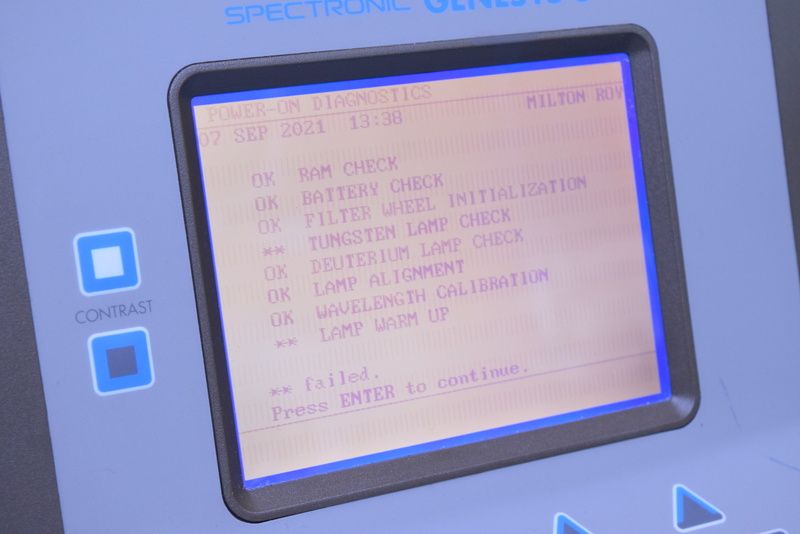 SPECTRONIC GENESYS
POWER-ON DIAGNOSTICS
MILTON ROY
07 SEP 2021 13:38
OK RAM CHECK
OK BATTERY CHECK
OK FILTER WHEEL INITIALIZATION
** TUNGSTEN LAMP CHECK
OK DEUTERIUM LAMP CHECK
OK LAMP ALIGNMENT
OK WAVELENGTH CALIBRATION
** LAMP WARM UP
** failed.
Press ENTER to continue.
CONTRAST